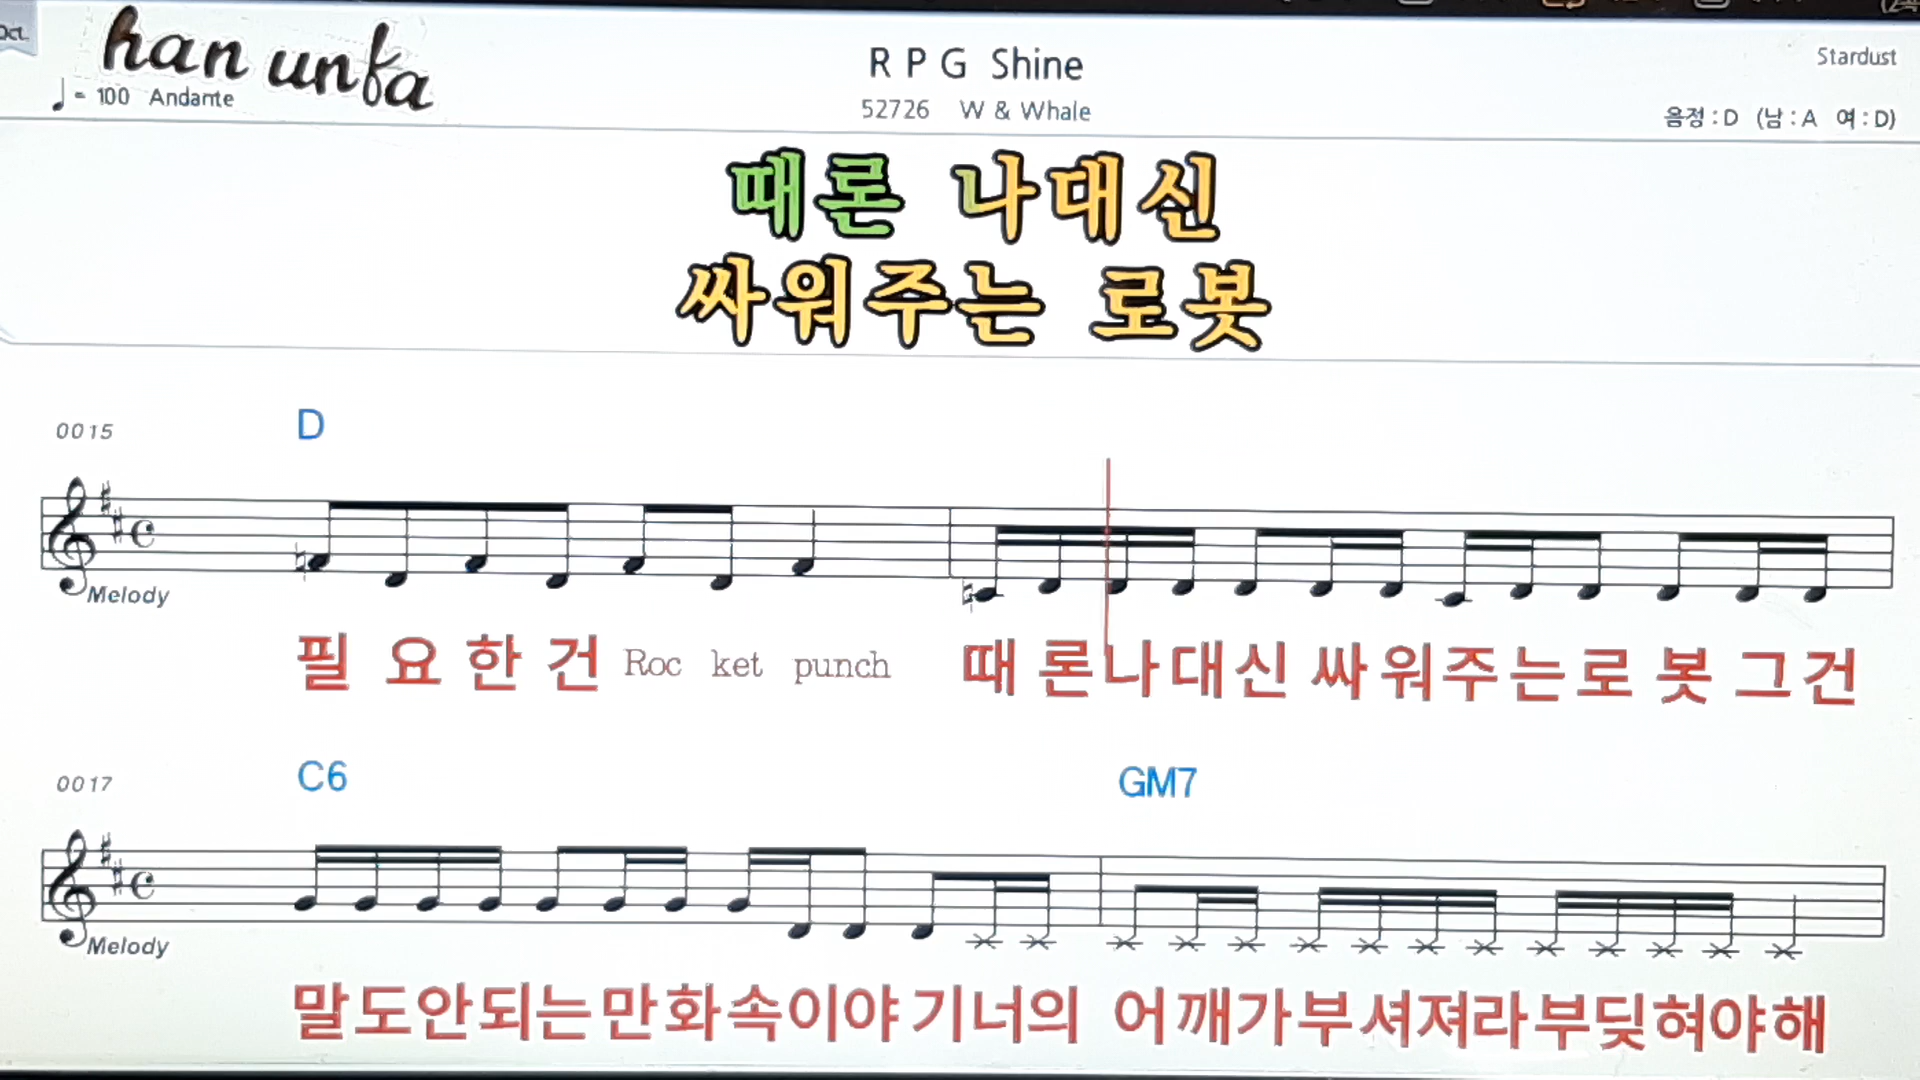 Oct.
han unfa
♩ = 100 Andante
R P G Shine
52726 W & Whale
Stardust
음정 : D (남 : A 여 : D)
때론 나대신
싸워주는 로봇
0015
D
Melody
필 요 한 건 Roc ket punch 때 론 나 대 신 싸 워 주 는 로 봇 그 건
0017
C6 GM7
Melody
말 도 안 되 는 만 화 속 이 야 기 너 의 어 깨 가 부 셔 져 라 부 딪 혀 야 해